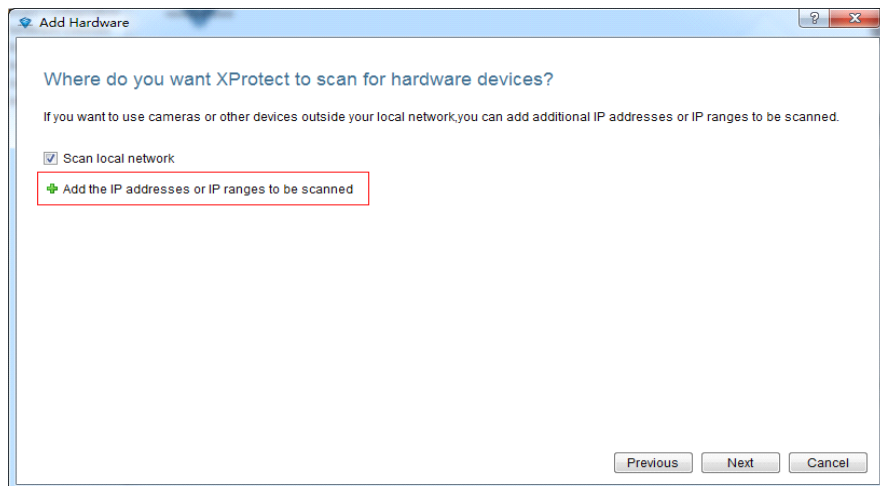 Add Hardware
?
Where do you want XProtect to scan for hardware devices?
If you want to use cameras or other devices outside your local network,you can add additional IP addresses or IP ranges to be scanned.
Scan local network
Add the IP addresses or IP ranges to be scanned
Previous Next Cancel